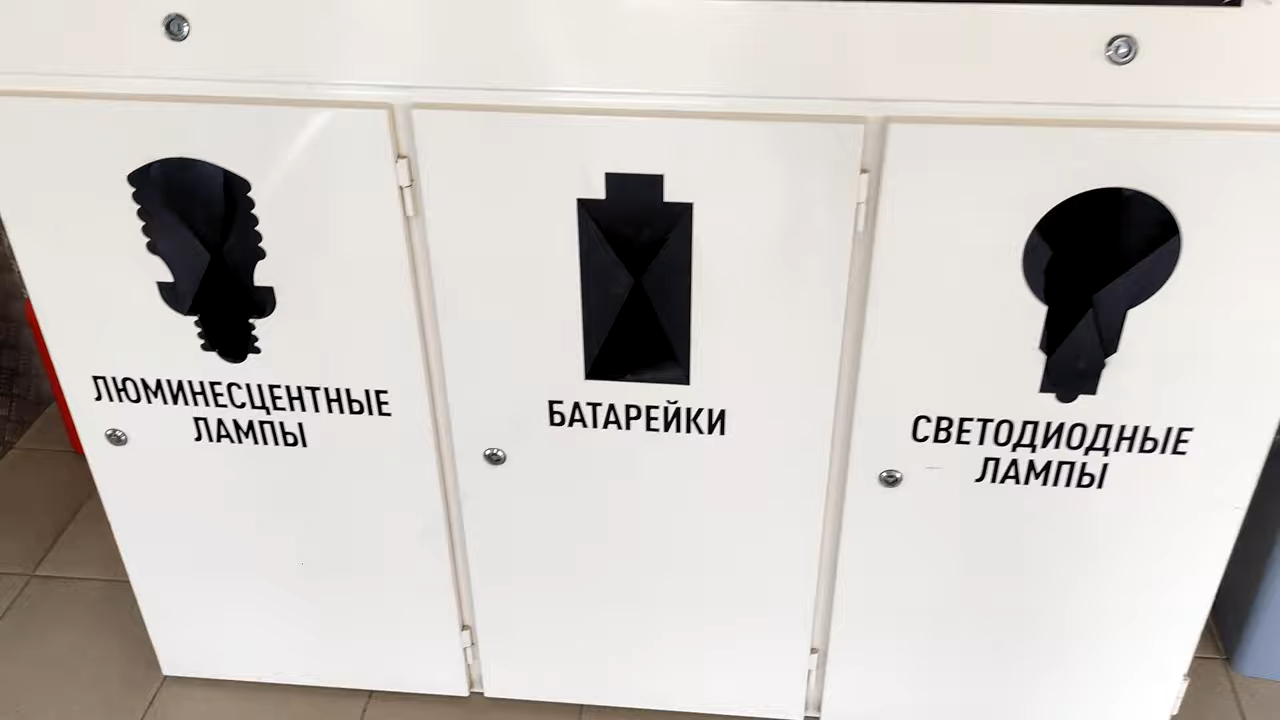 ЛЮМИНЕСЦЕНТНЫЕ
ЛАМПЫ
БАТАРЕЙКИ
СВЕТОДИОДНЫЕ
ЛАМПЫ